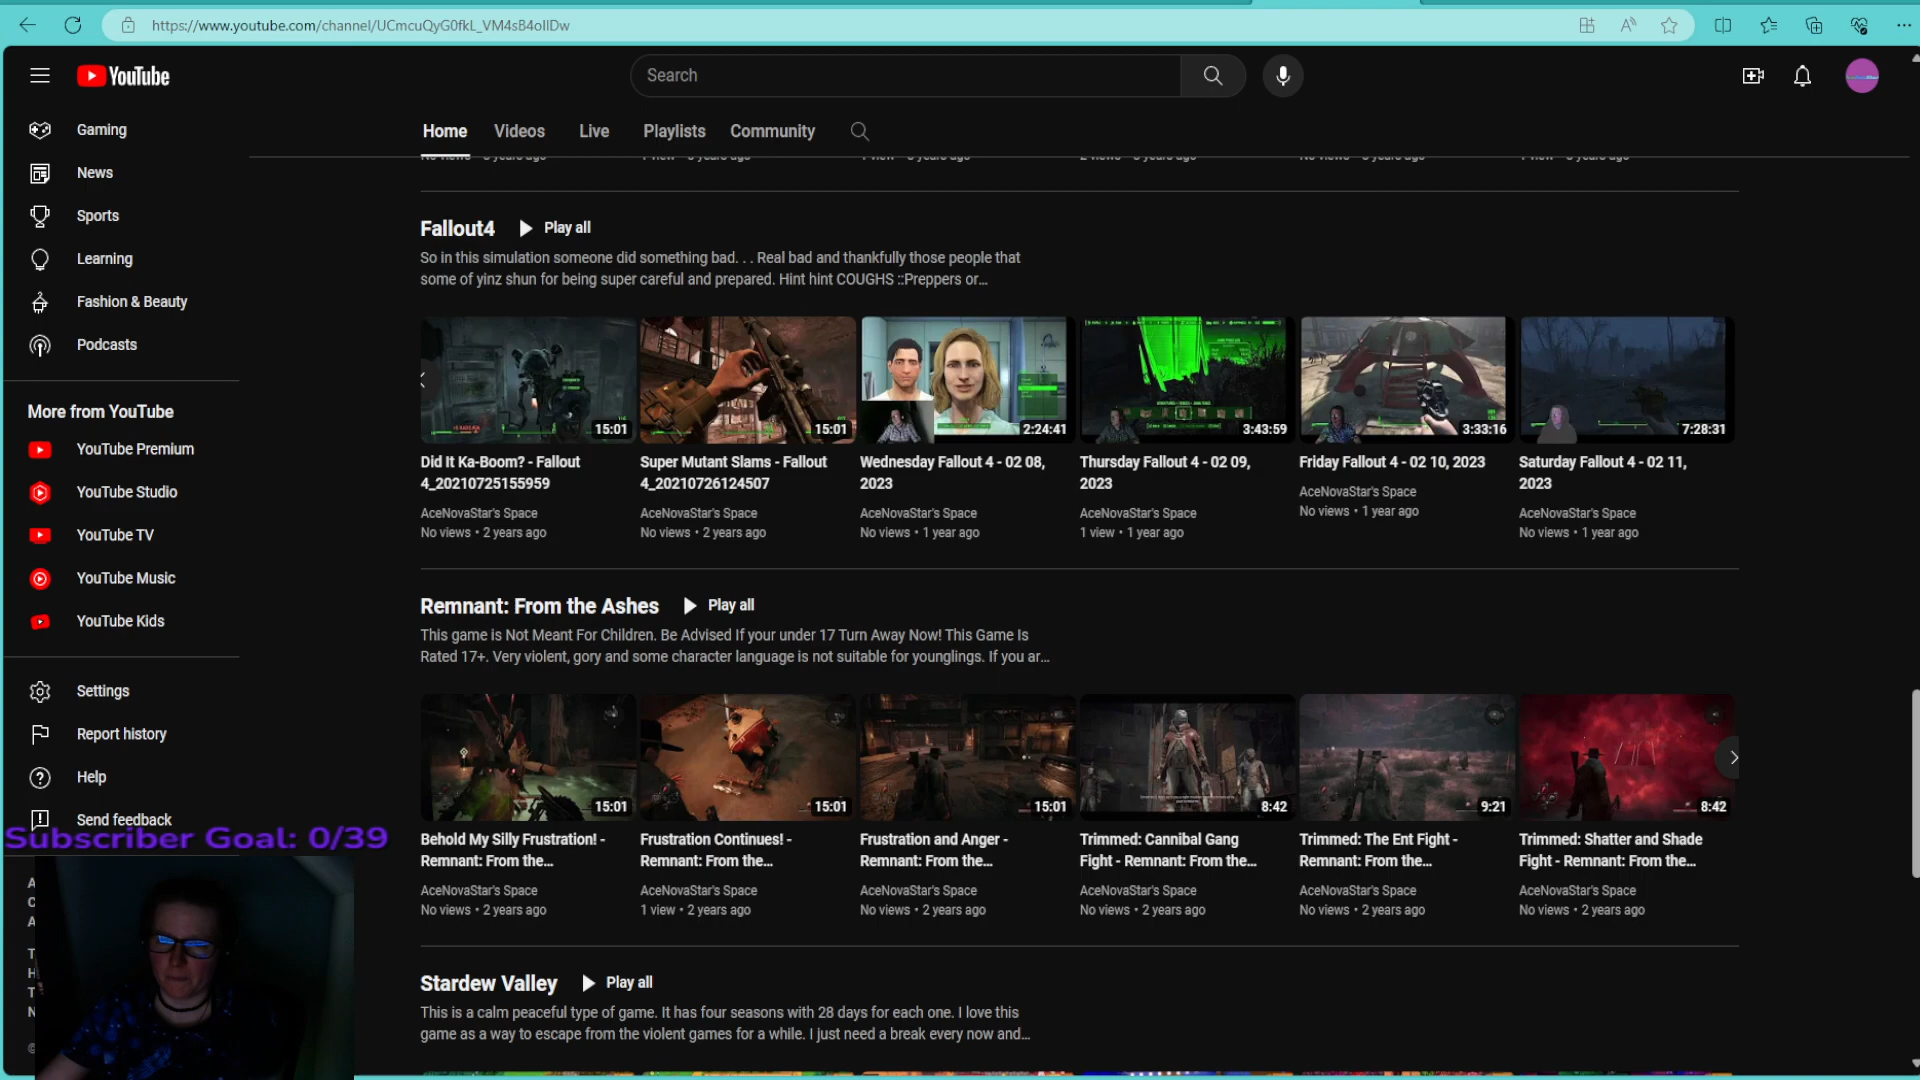 https://www.youtube.com/channel/UCmcuQyG0fkL_VM4sB4oIlDw
YouTube
Search
Gaming
News
Sports
Learning
Fashion & Beauty
Podcasts
More from YouTube
YouTube Premium
YouTube Studio
YouTube TV
YouTube Music
YouTube Kids
Settings
Report history
Help
Send feedback
Subscriber Goal: 0/39
Home Videos Live Playlists Community
Fallout4 Play all
So in this simulation someone did something bad. . . Real bad and thankfully those people that
some of yinz shun for being super careful and prepared. Hint hint COUGHS ::Preppers or...
15:01 15:01 2:24:41 3:43:59 3:33:16 7:28:31
Did It Ka-Boom? - Fallout
4_20210725155959
AceNovaStar's Space
No views • 2 years ago
Super Mutant Slams - Fallout
4_20210726124507
AceNovaStar's Space
No views • 2 years ago
Wednesday Fallout 4 - 02 08,
2023
AceNovaStar's Space
No views • 1 year ago
Thursday Fallout 4 - 02 09,
2023
AceNovaStar's Space
1 view • 1 year ago
Friday Fallout 4 - 02 10, 2023
AceNovaStar's Space
No views • 1 year ago
Saturday Fallout 4 - 02 11,
2023
AceNovaStar's Space
No views • 1 year ago
Remnant: From the Ashes Play all
This game is Not Meant For Children. Be Advised If your under 17 Turn Away Now! This Game Is
Rated 17+. Very violent, gory and some character language is not suitable for younglings. If you ar...
15:01 15:01 15:01 8:42 9:21 8:42
Behold My Silly Frustration! -
Remnant: From the...
AceNovaStar's Space
No views • 2 years ago
Frustration Continues! -
Remnant: From the...
AceNovaStar's Space
1 view • 2 years ago
Frustration and Anger -
Remnant: From the...
AceNovaStar's Space
No views • 2 years ago
Trimmed: Cannibal Gang
Fight - Remnant: From the...
AceNovaStar's Space
No views • 2 years ago
Trimmed: The Ent Fight -
Remnant: From the...
AceNovaStar's Space
No views • 2 years ago
Trimmed: Shatter and Shade
Fight - Remnant: From the...
AceNovaStar's Space
No views • 2 years ago
Stardew Valley Play all
This is a calm peaceful type of game. It has four seasons with 28 days for each one. I love this
game as a way to escape from the violent games for a while. I just need a break every now and...